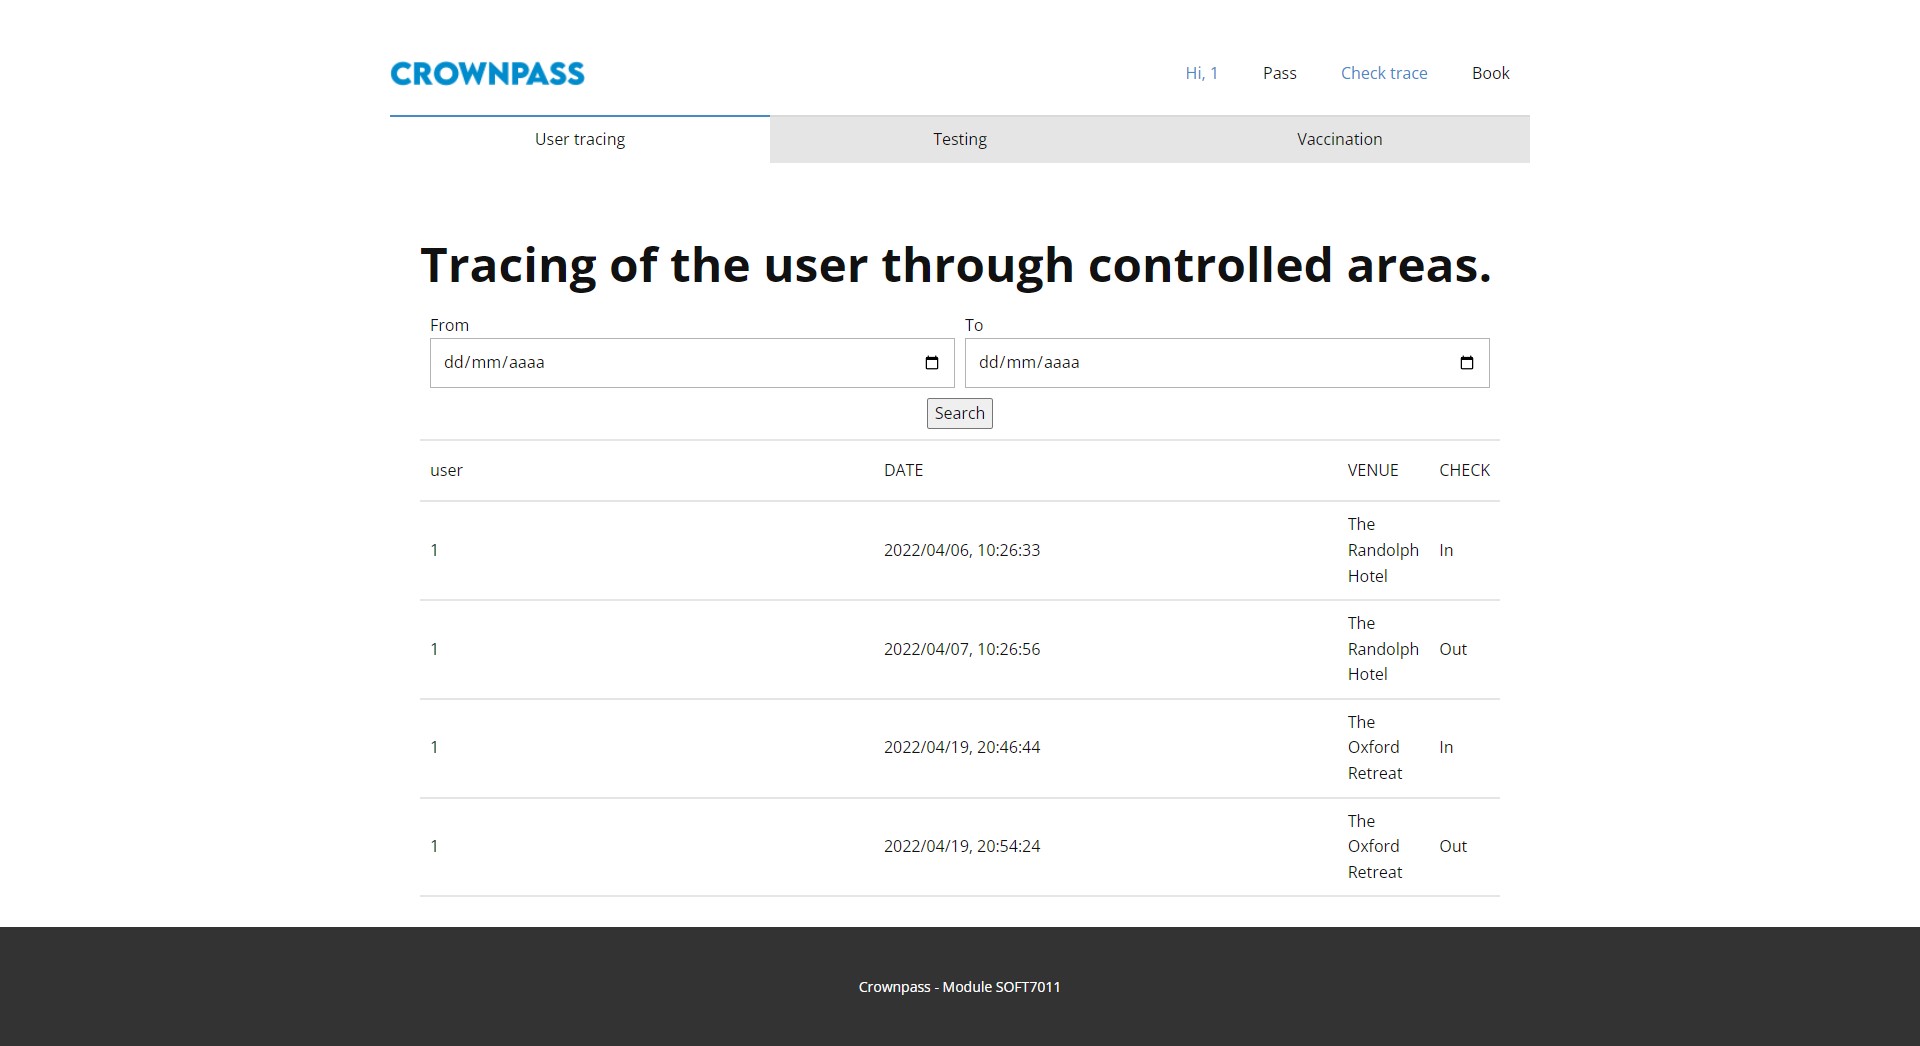 CROWNPASS
Hi, 1 Pass Check trace Book
User tracing Testing Vaccination
Tracing of the user through controlled areas.
From To
dd/mm/aaaa dd/mm/aaaa
Search
user DATE VENUE CHECK
1 2022/04/06, 10:26:33 The Randolph Hotel In
1 2022/04/07, 10:26:56 The Randolph Hotel Out
1 2022/04/19, 20:46:44 The Oxford Retreat In
1 2022/04/19, 20:54:24 The Oxford Retreat Out
Crownpass - Module SOFT7011